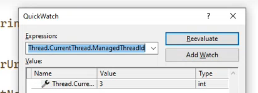 QuickWatch
?
Expression:
Thread.CurrentThread.ManagedThreadId
Reevaluate
Add Watch
Value:
Name Value Type
Thread.Curre... 3 int